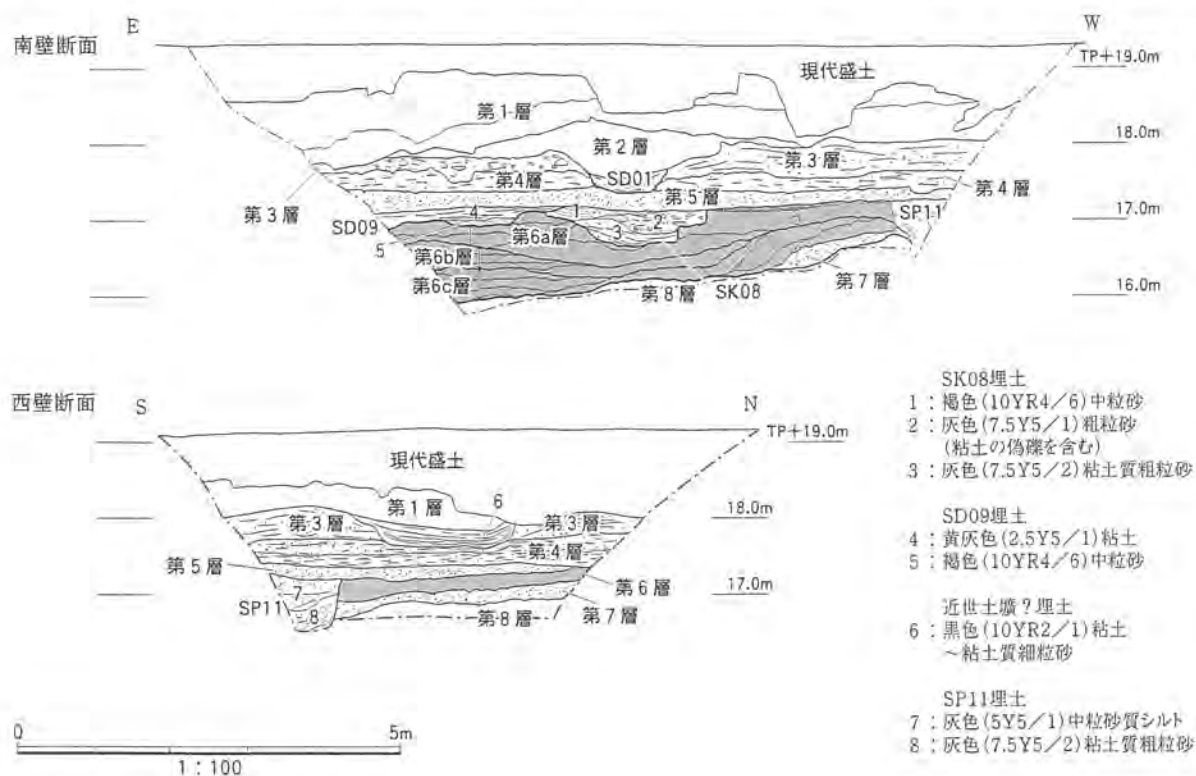 南壁断面
E
W
TP+19.0m
現代盛土
第1層
18.0m
第2層
第3層
第4層
SD01
第3層
第5層
第4層
17.0m
SD09
4
1
2
3
SP11
5
第6a層
第6b層
第6c層
第8層
SK08
第7層
16.0m
西壁断面
S
N
TP+19.0m
現代盛土
第1層
6
第3層
第3層
18.0m
第4層
第5層
第6層
17.0m
7
SP11
8
第8層
第7層
0
5m
1:100
SK08埋土
1:褐色(10YR4/6)中粒砂
2:灰色(7.5Y5/1)粗粒砂
(粘土の偽礫を含む)
3:灰色(7.5Y5/2)粘土質粗粒砂
SD09埋土
4:黄灰色(2.5Y5/1)粘土
5:褐色(10YR4/6)中粒砂
近世土壙?埋土
6:黒色(10YR2/1)粘土
~粘土質細粒砂
SP11埋土
7:灰色(5Y5/1)中粒砂質シルト
8:灰色(7.5Y5/2)粘土質粗粒砂